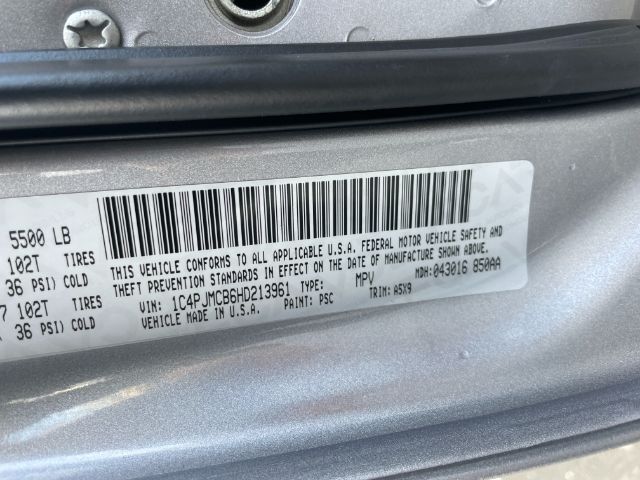 5500 LB
102T TIRES
36 PSI) COLD
7 102T TIRES
36 PSI) COLD
THIS VEHICLE CONFORMS TO ALL APPLICABLE U.S.A. FEDERAL MOTOR VEHICLE SAFETY AND
THEFT PREVENTION STANDARDS IN EFFECT ON THE DATE OF MANUFACTURE SHOWN ABOVE.
VIN: 1C4PJMCB6HD213961 TYPE: MPV MDH: 043016 850AA
VEHICLE MADE IN U.S.A. PAINT: PSC TRIM: A5X9